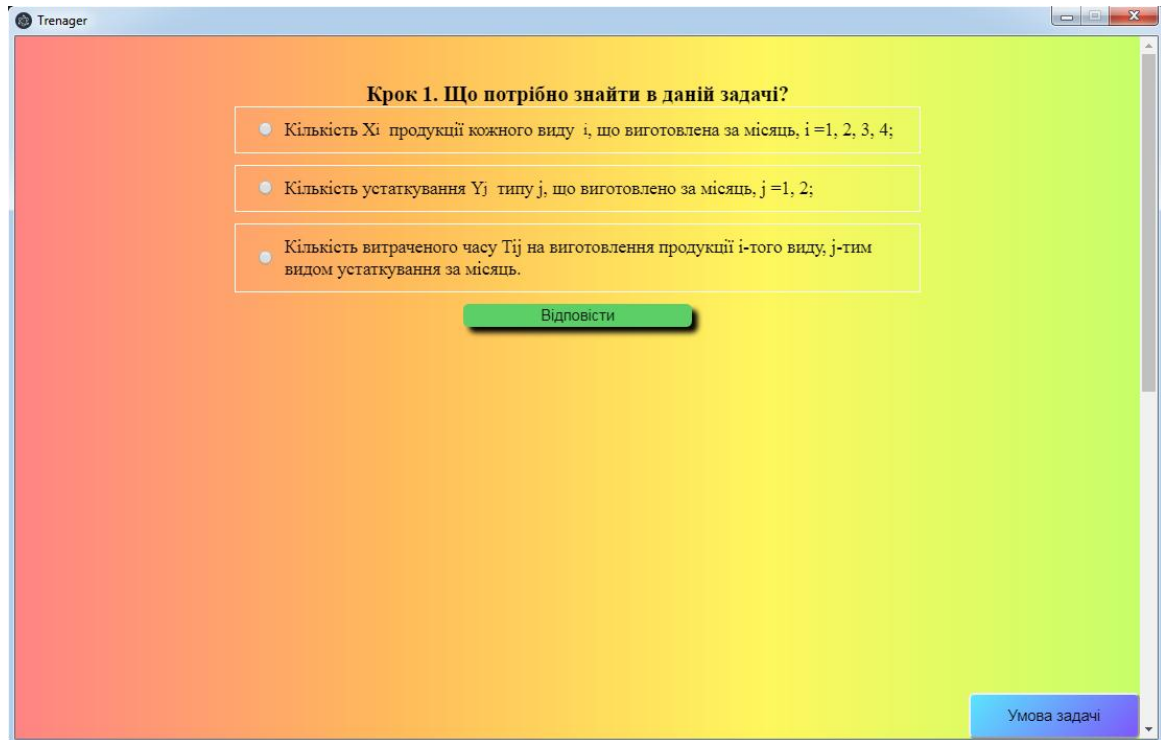 Trenager
Крок 1. Що потрібно знайти в даній задачі?
Кількість Xi продукції кожного виду i, що виготовлена за місяць, i =1, 2, 3, 4;
Кількість устаткування Yj типу j, що виготовлено за місяць, j =1, 2;
Кількість витраченого часу Tij на виготовлення продукції i-того виду, j-тим
видом устаткування за місяць.
Відповісти
Умова задачі